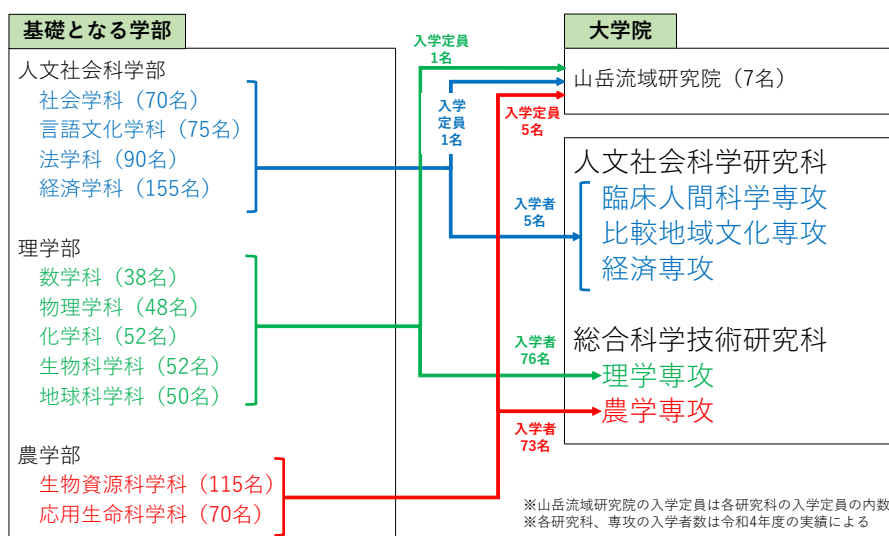 基礎となる学部
人文社会科学部
社会学科（70名）
言語文化学科（75名）
法学科（90名）
経済学科（155名）
理学部
数学科（38名）
物理学科（48名）
化学科（52名）
生物科学科（52名）
地球科学科（50名）
農学部
生物資源科学科（115名）
応用生命科学科（70名）
入学定員
1名
入学
定員
1名
入学定員
5名
入学者
5名
入学者
76名
入学者
73名
大学院
山岳流域研究院（7名）
人文社会科学研究科
臨床人間科学専攻
比較地域文化専攻
経済専攻
総合科学技術研究科
理学専攻
農学専攻
※山岳流域研究院の入学定員は各研究科の入学定員の内数
※各研究科、専攻の入学者数は令和4年度の実績による